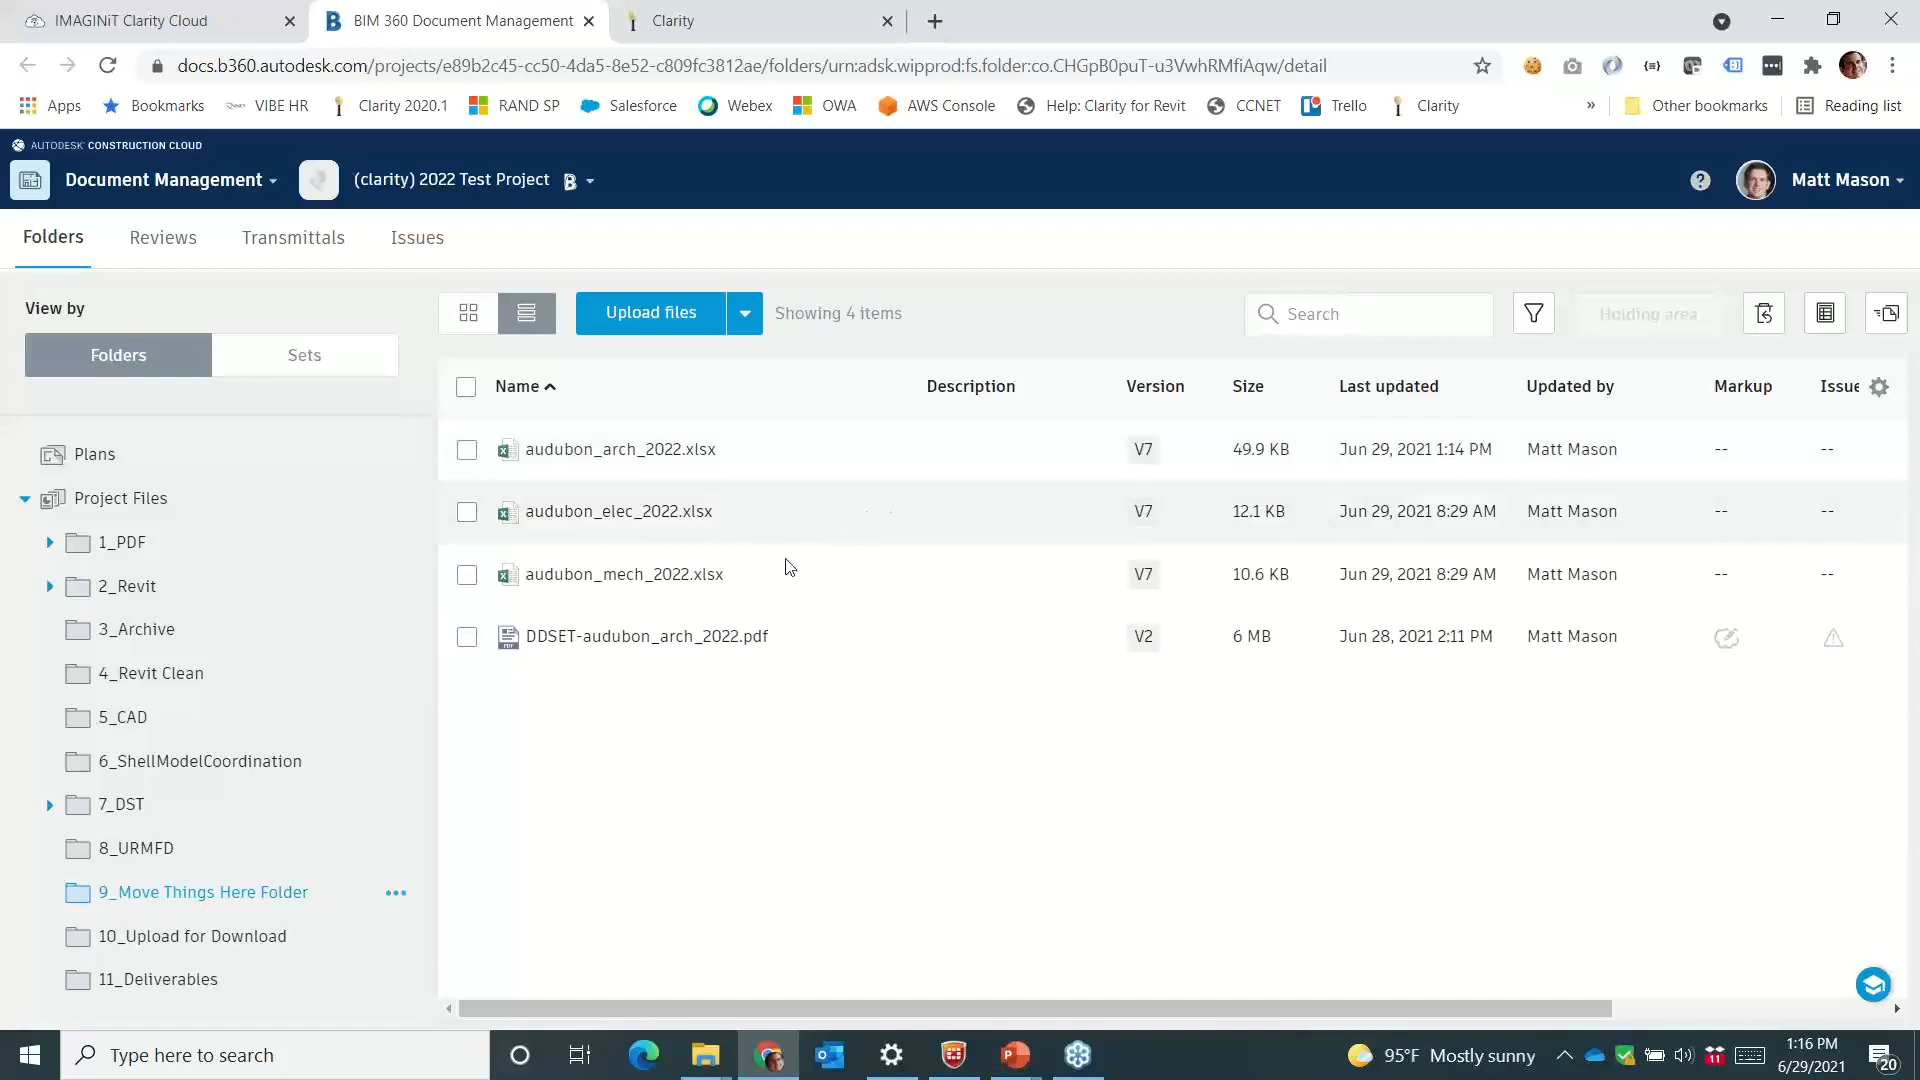 IMAGINiT Clarity Cloud
BIM 360 Document Management
Clarity
docs.b360.autodesk.com/projects/e89b2c45-cc50-4da5-8e52-c809fc3812ae/folders/urn:adsk.wipprod:fs.folder:co.CHGpB0puT-u3VwhRMfiAqw/detail
Apps Bookmarks VIBE HR Clarity 2020.1 RAND SP Salesforce Webex OWA AWS Console Help: Clarity for Revit CCNET Trello Clarity » Other bookmarks Reading list
AUTODESK CONSTRUCTION CLOUD
Document Management (clarity) 2022 Test Project Matt Mason
Folders Reviews Transmittals Issues
View by
Folders Sets
Upload files Showing 4 items Search Holding area
Plans
Project Files
1_PDF
2_Revit
3_Archive
4_Revit Clean
5_CAD
6_ShellModelCoordination
7_DST
8_URMFD
9_Move Things Here Folder
10_Upload for Download
11_Deliverables
Name Description Version Size Last updated Updated by Markup Issue
audubon_arch_2022.xlsx V7 49.9 KB Jun 29, 2021 1:14 PM Matt Mason -- --
audubon_elec_2022.xlsx V7 12.1 KB Jun 29, 2021 8:29 AM Matt Mason -- --
audubon_mech_2022.xlsx V7 10.6 KB Jun 29, 2021 8:29 AM Matt Mason -- --
DDSET-audubon_arch_2022.pdf V2 6 MB Jun 28, 2021 2:11 PM Matt Mason
Type here to search
95°F Mostly sunny
11
1:16 PM
6/29/2021
20